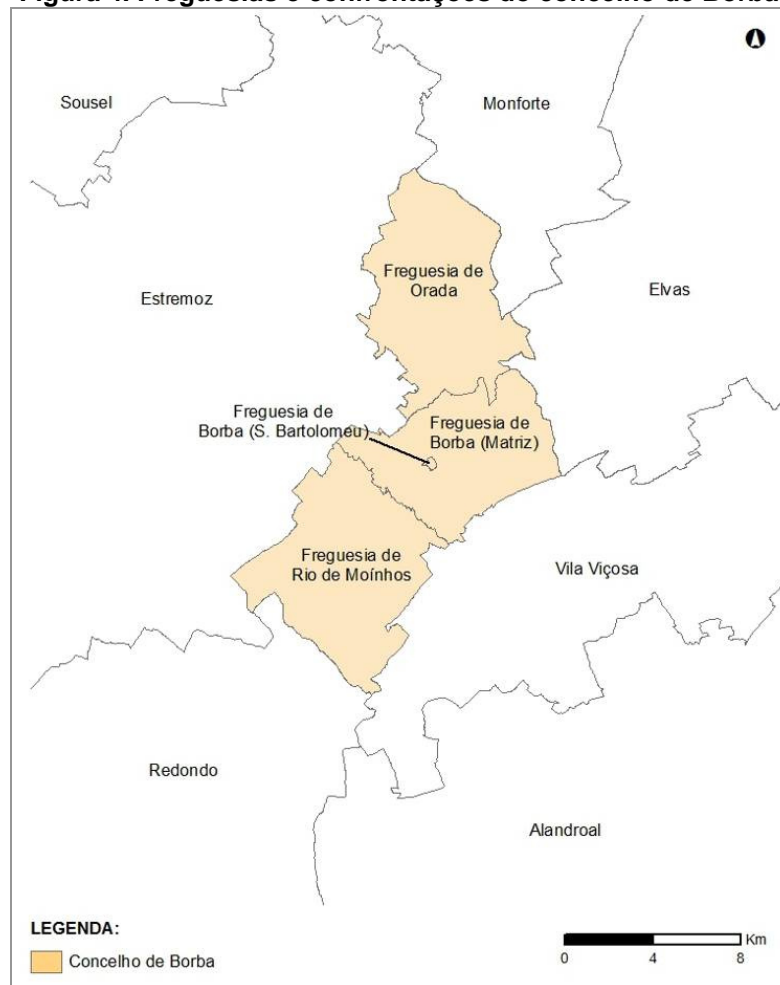 Figura 4. Freguesias e confrontações do concelho de Borba
Sousel
Monforte
Freguesia de
Orada
Estremoz
Elvas
Freguesia de
Borba (S. Bartolomeu)
Freguesia de
Borba (Matriz)
Freguesia de
Rio de Moínhos
Vila Viçosa
Redondo
Alandroal
LEGENDA:
Concelho de Borba
Km
0 4 8